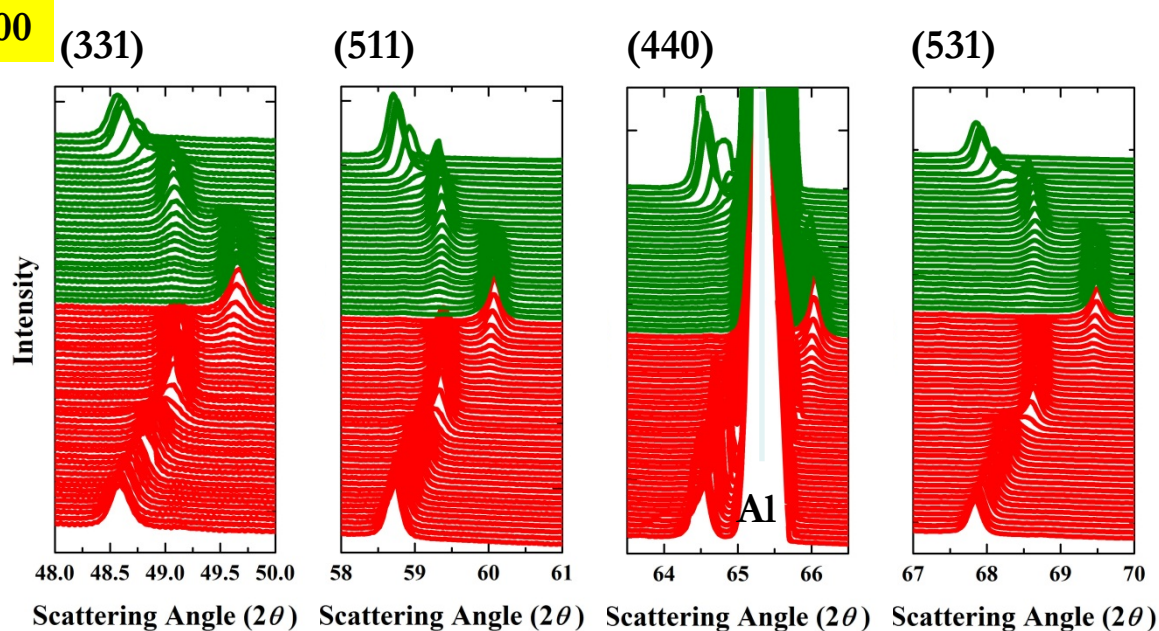 00
(331) (511) (440) (531)
Intensity
Al
48.0 48.5 49.0 49.5 50.0 58 59 60 61 64 65 66 67 68 69 70
Scattering Angle (2θ) Scattering Angle (2θ) Scattering Angle (2θ) Scattering Angle (2θ)